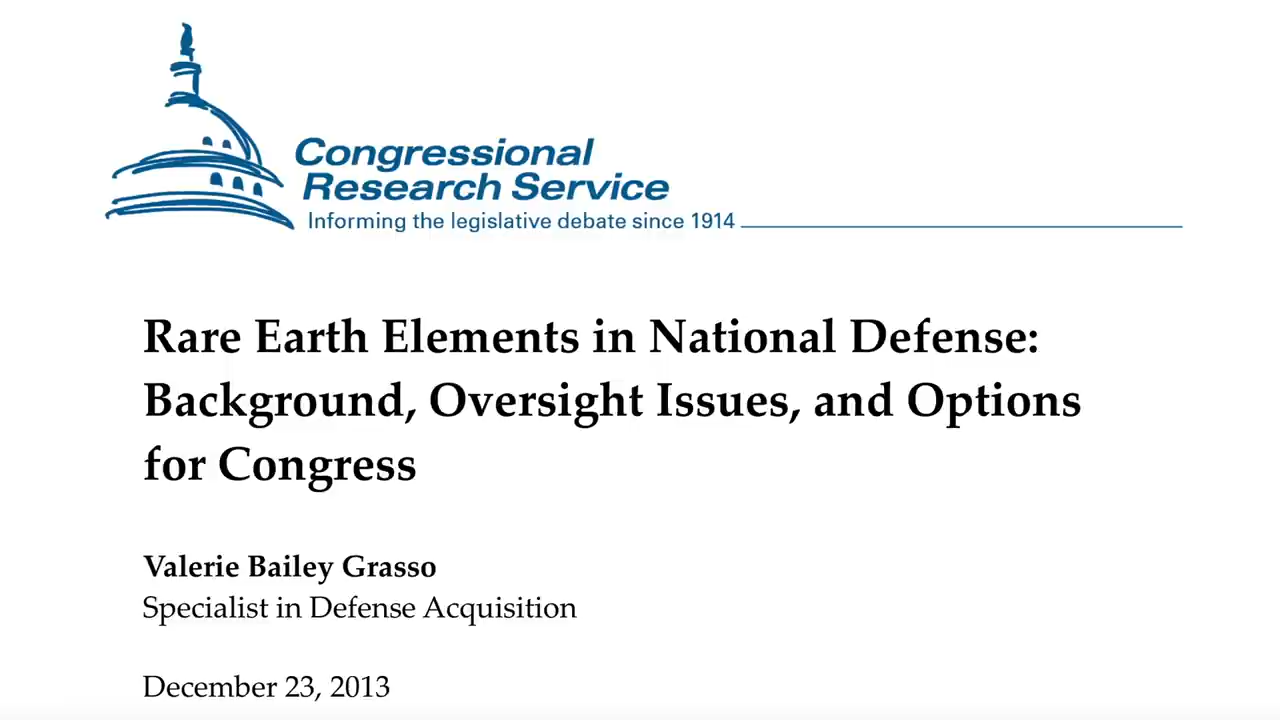 Congressional
Research Service
Informing the legislative debate since 1914
Rare Earth Elements in National Defense:
Background, Oversight Issues, and Options
for Congress
Valerie Bailey Grasso
Specialist in Defense Acquisition
December 23, 2013